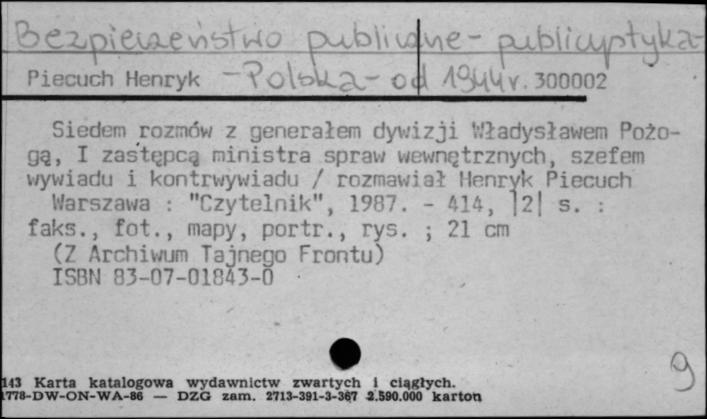 Bezpieczeństwo publiczne - publicystyka -
Piecuch Henryk - Polska - od 1944 r. 300002
Siedem rozmów z generałem dywizji Władysławem Pożo-
gą, I zastępcą ministra spraw wewnętrznych, szefem
wywiadu i kontrwywiadu / rozmawiał Henryk Piecuch
Warszawa : "Czytelnik", 1987. - 414, |2| s. :
faks., fot., mapy, portr., rys. ; 21 cm
(Z Archiwum Tajnego Frontu)
ISBN 83-07-01843-0
9
143 Karta katalogowa wydawnictw zwartych i ciągłych.
1778-DW-ON-WA-86 — DZG zam. 2713-391-3-367 2.590.000 karton